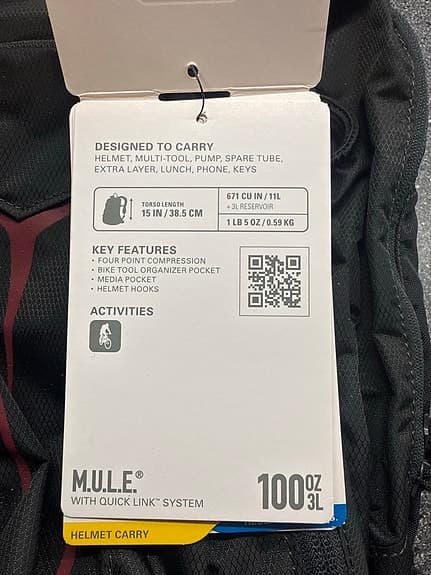 DESIGNED TO CARRY
HELMET, MULTI-TOOL, PUMP, SPARE TUBE,
EXTRA LAYER, LUNCH, PHONE, KEYS
TORSO LENGTH
15 IN / 38.5 CM
671 CU IN / 11L
+ 3L RESERVOIR
1 LB 5 OZ / 0.59 KG
KEY FEATURES
• FOUR POINT COMPRESSION
• BIKE TOOL ORGANIZER POCKET
• MEDIA POCKET
• HELMET HOOKS
ACTIVITIES
M.U.L.E.®
WITH QUICK LINK™ SYSTEM
100 OZ
3L
HELMET CARRY